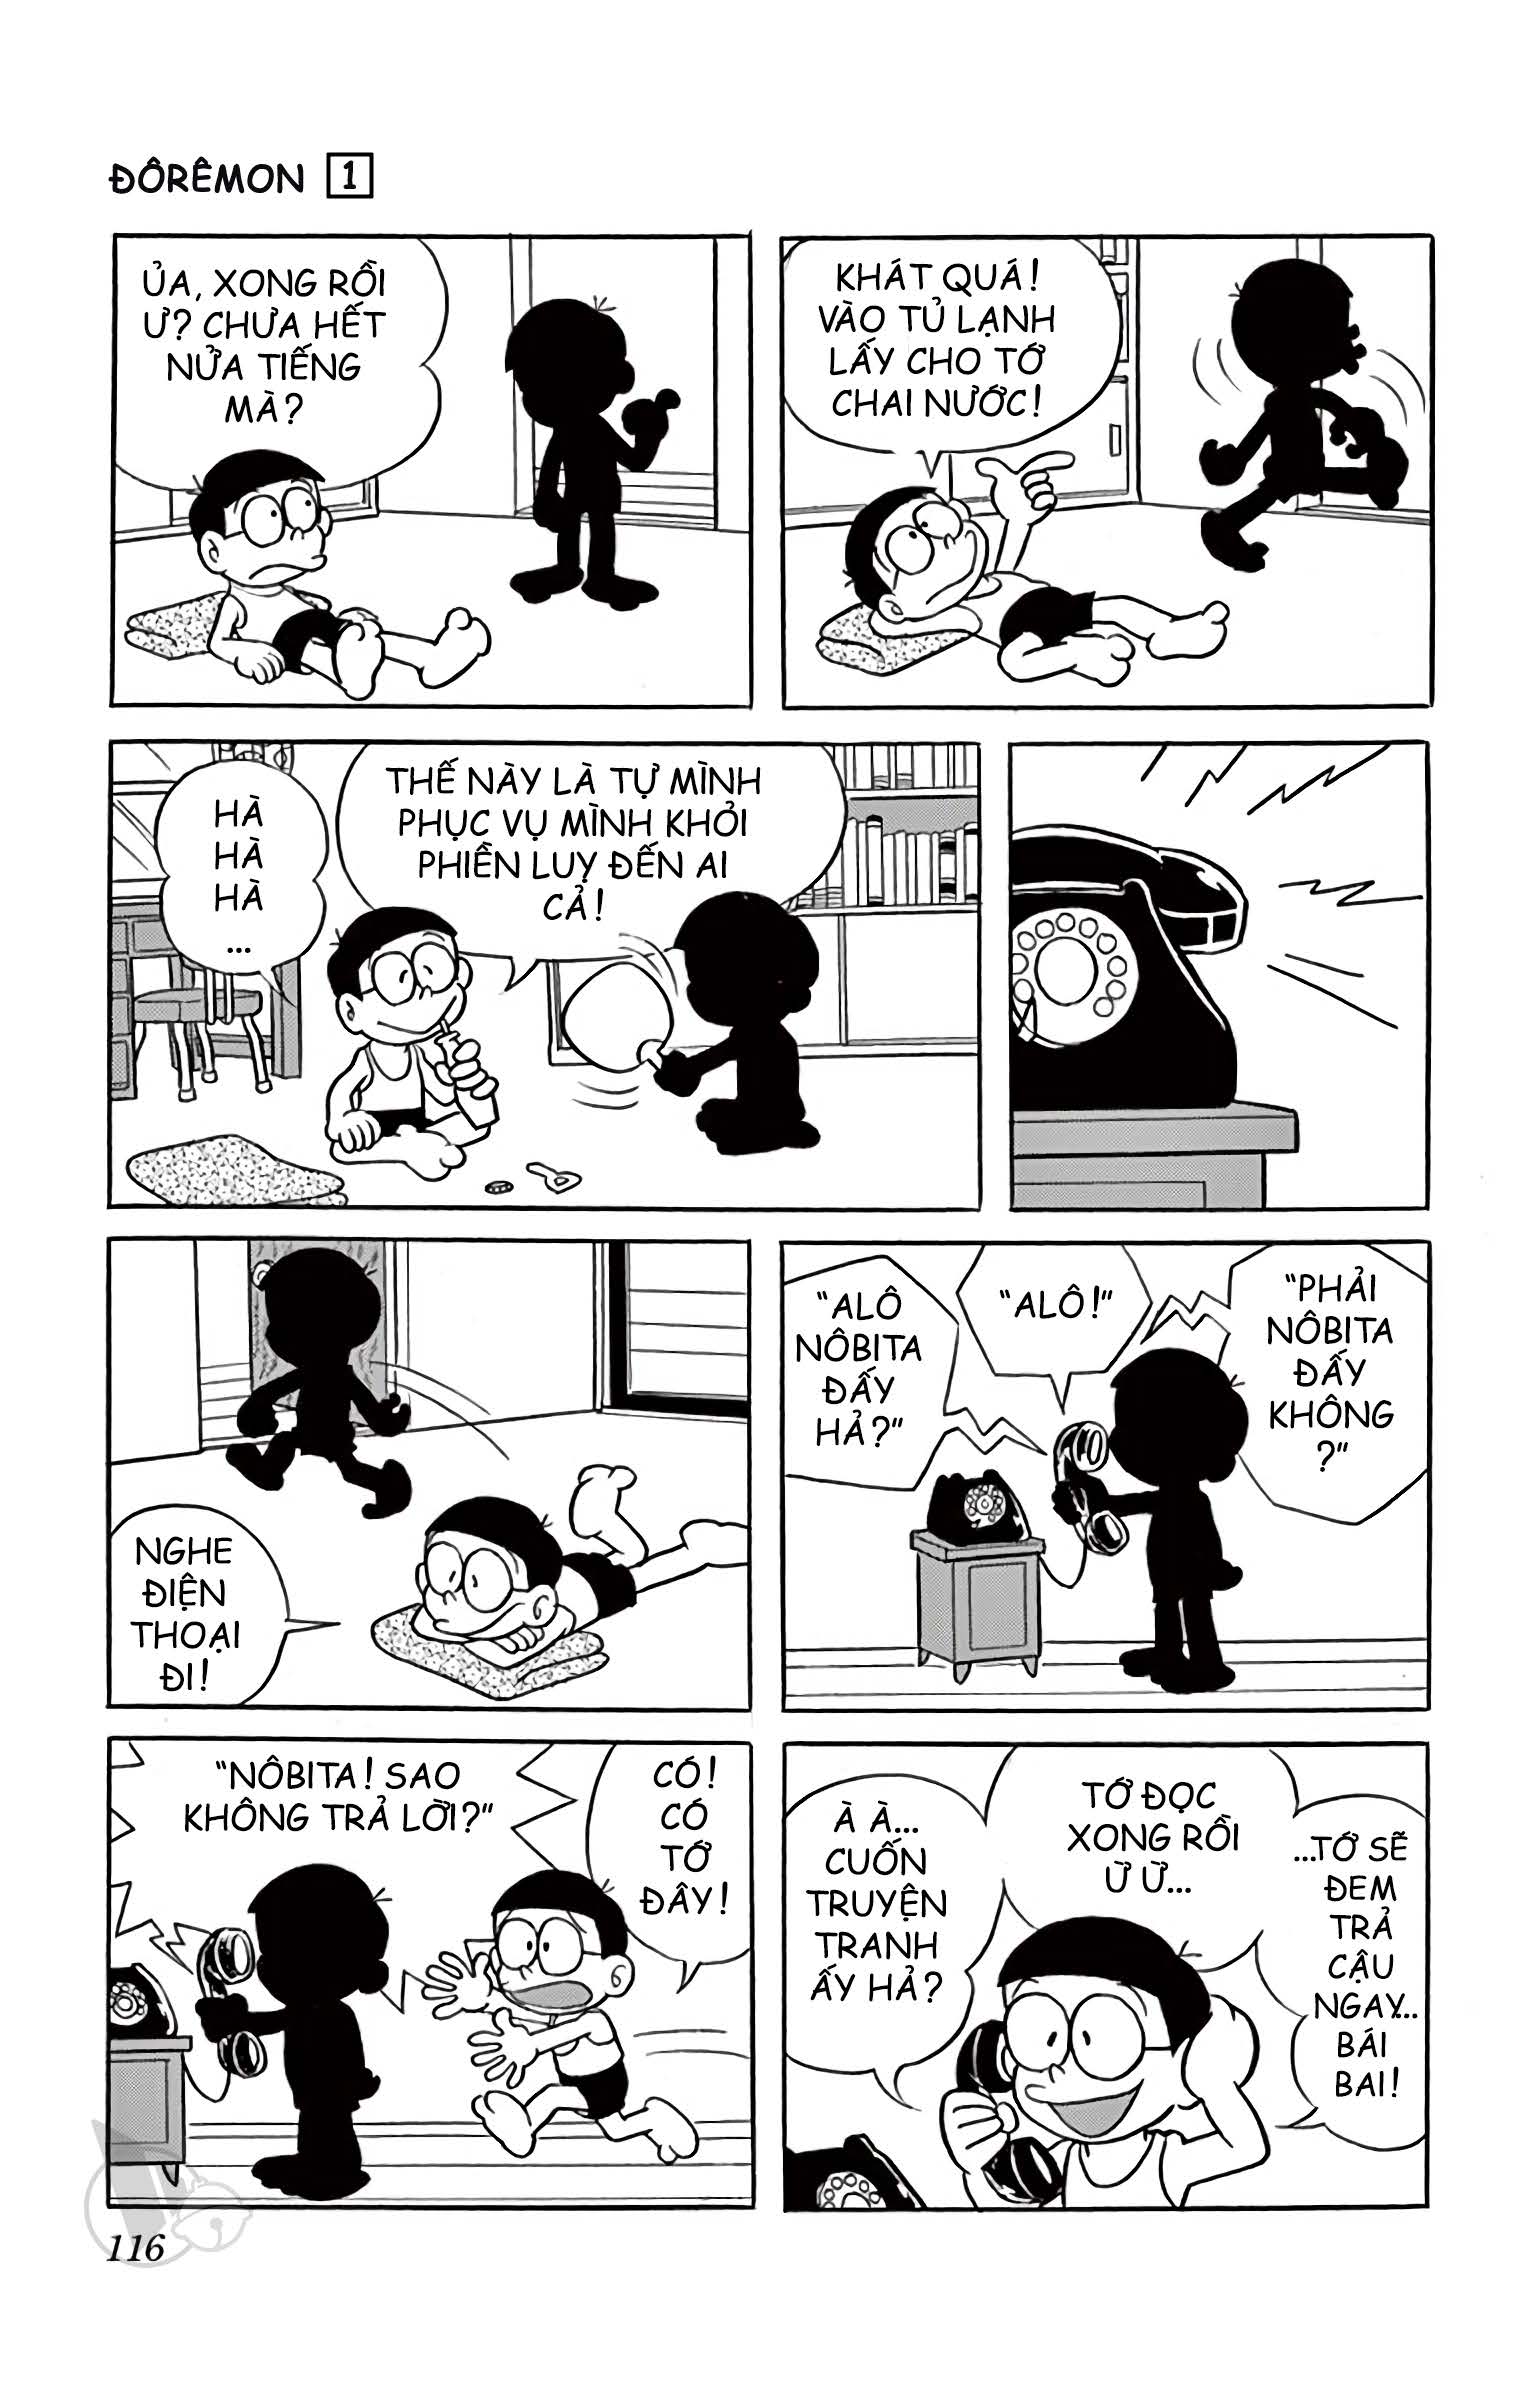 ĐÔRÊMON 1
ỦA, XONG RỒI
Ư? CHƯA HẾT
NỬA TIẾNG
MÀ?
KHÁT QUÁ!
VÀO TỦ LẠNH
LẤY CHO TỚ
CHAI NƯỚC!
HÀ
HÀ
HÀ
...
THẾ NÀY LÀ TỰ MÌNH
PHỤC VỤ MÌNH KHỎI
PHIỀN LUỴ ĐẾN AI
CẢ!
NGHE
ĐIỆN
THOẠI
ĐI!
"ALÔ
NÔBITA
ĐẤY
HẢ?"
"ALÔ!"
"PHẢI
NÔBITA
ĐẤY
KHÔNG
?"
"NÔBITA! SAO
KHÔNG TRẢ LỜI?"
CÓ!
CÓ
TỚ
ĐÂY!
À À...
CUỐN
TRUYỆN
TRANH
ẤY HẢ?
TỚ ĐỌC
XONG RỒI
Ừ Ừ...
...TỚ SẼ
ĐEM
TRẢ
CẬU
NGAY...
BÁI
BAI!
116